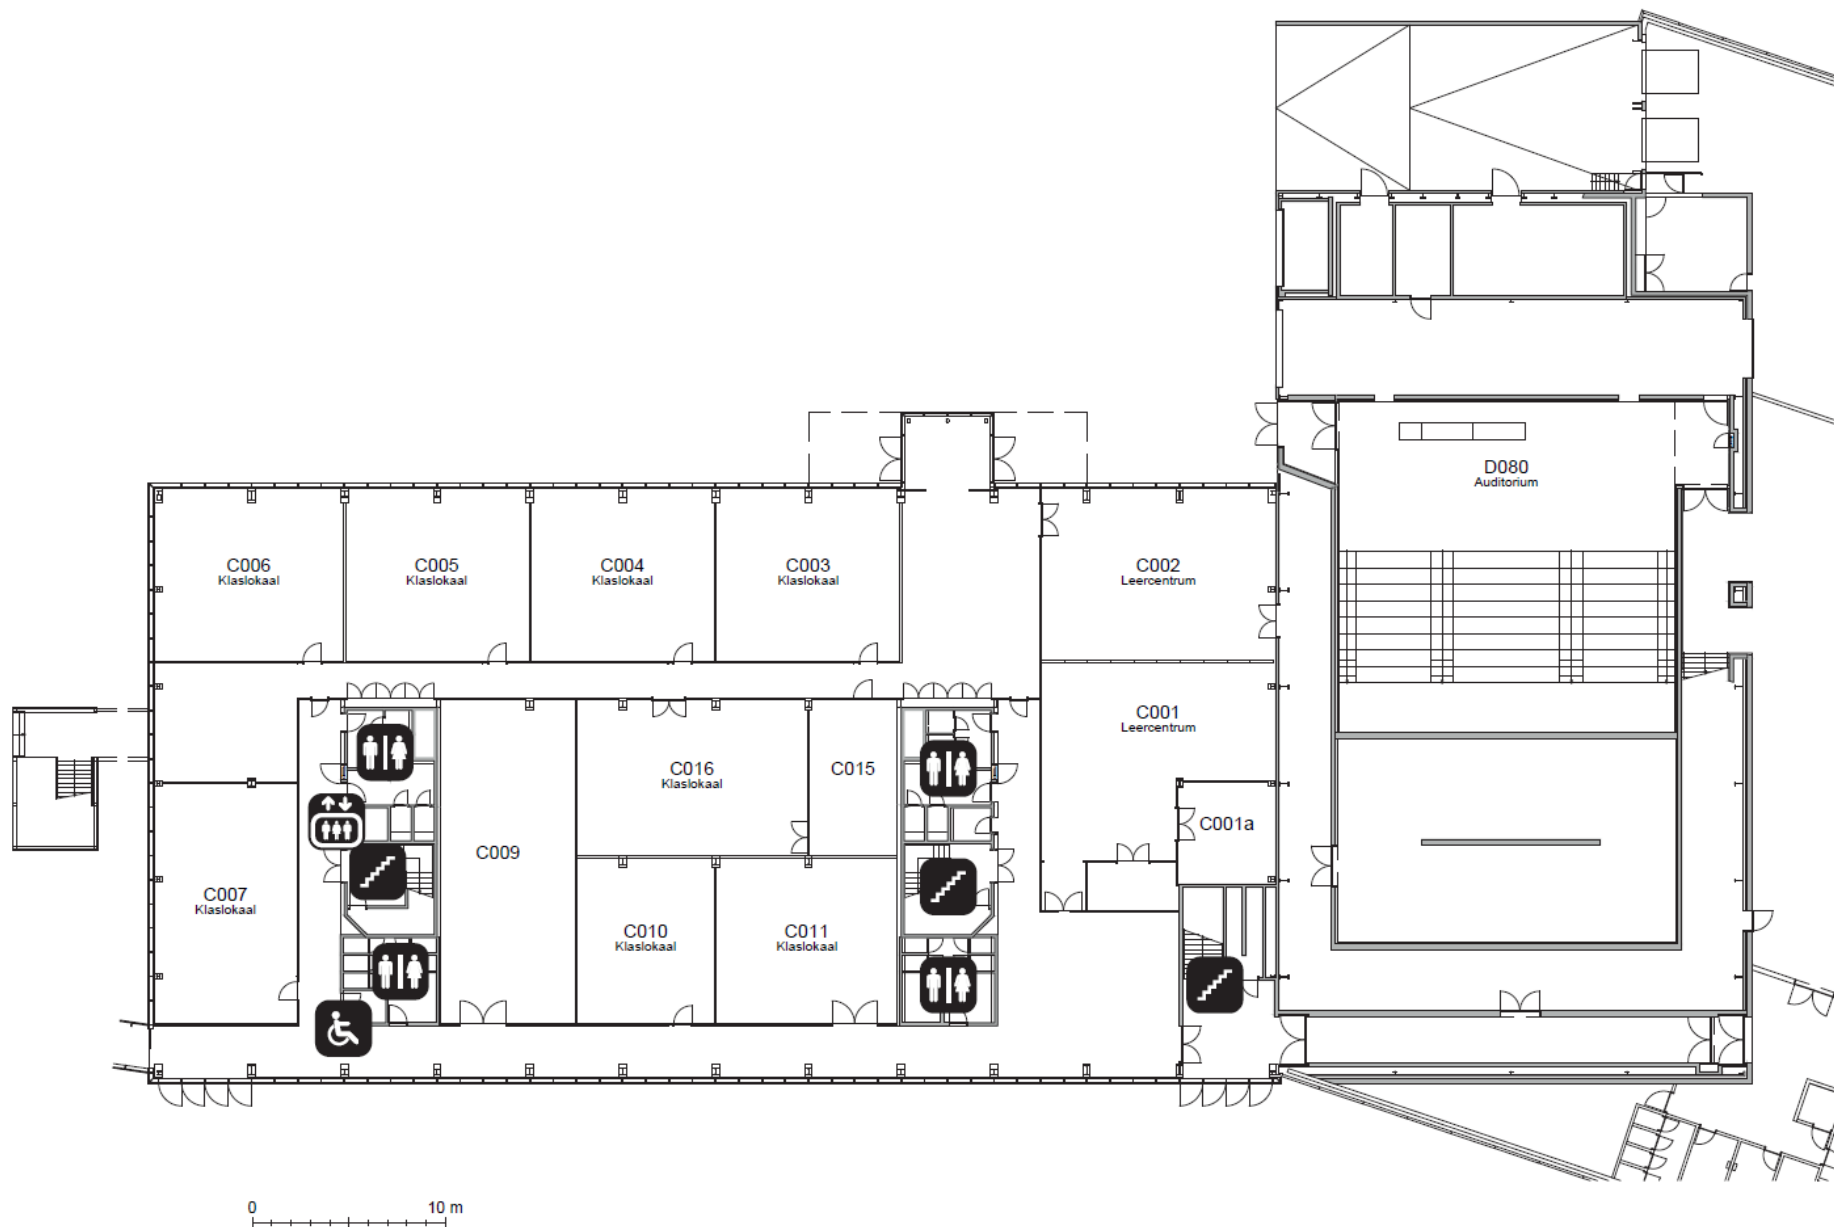 D080
Auditorium
C006
Klaslokaal
C005
Klaslokaal
C004
Klaslokaal
C003
Klaslokaal
C002
Leercentrum
C001
Leercentrum
C016
Klaslokaal
C015
C001a
C009
C007
Klaslokaal
C010
Klaslokaal
C011
Klaslokaal
0 10 m